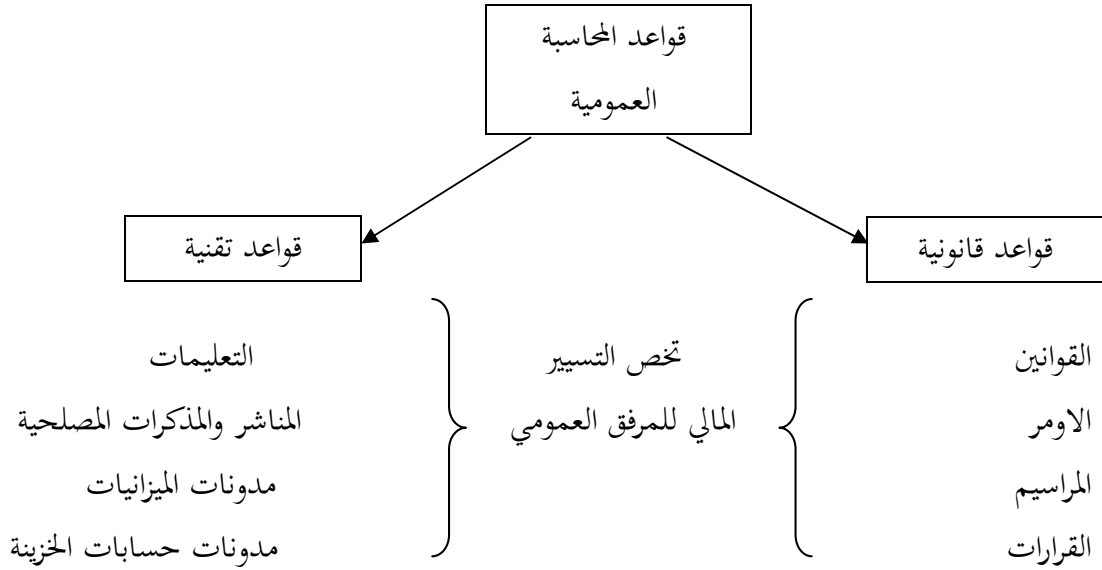 قواعد المحاسبة
العمومية
قواعد قانونية
قواعد تقنية
القوانين
الاومر
المراسيم
القرارات
تخص التسيير
المالي للمرفق العمومي
التعليمات
المناشر والمذكرات المصلحية
مدونات الميزانيات
مدونات حسابات الخزينة